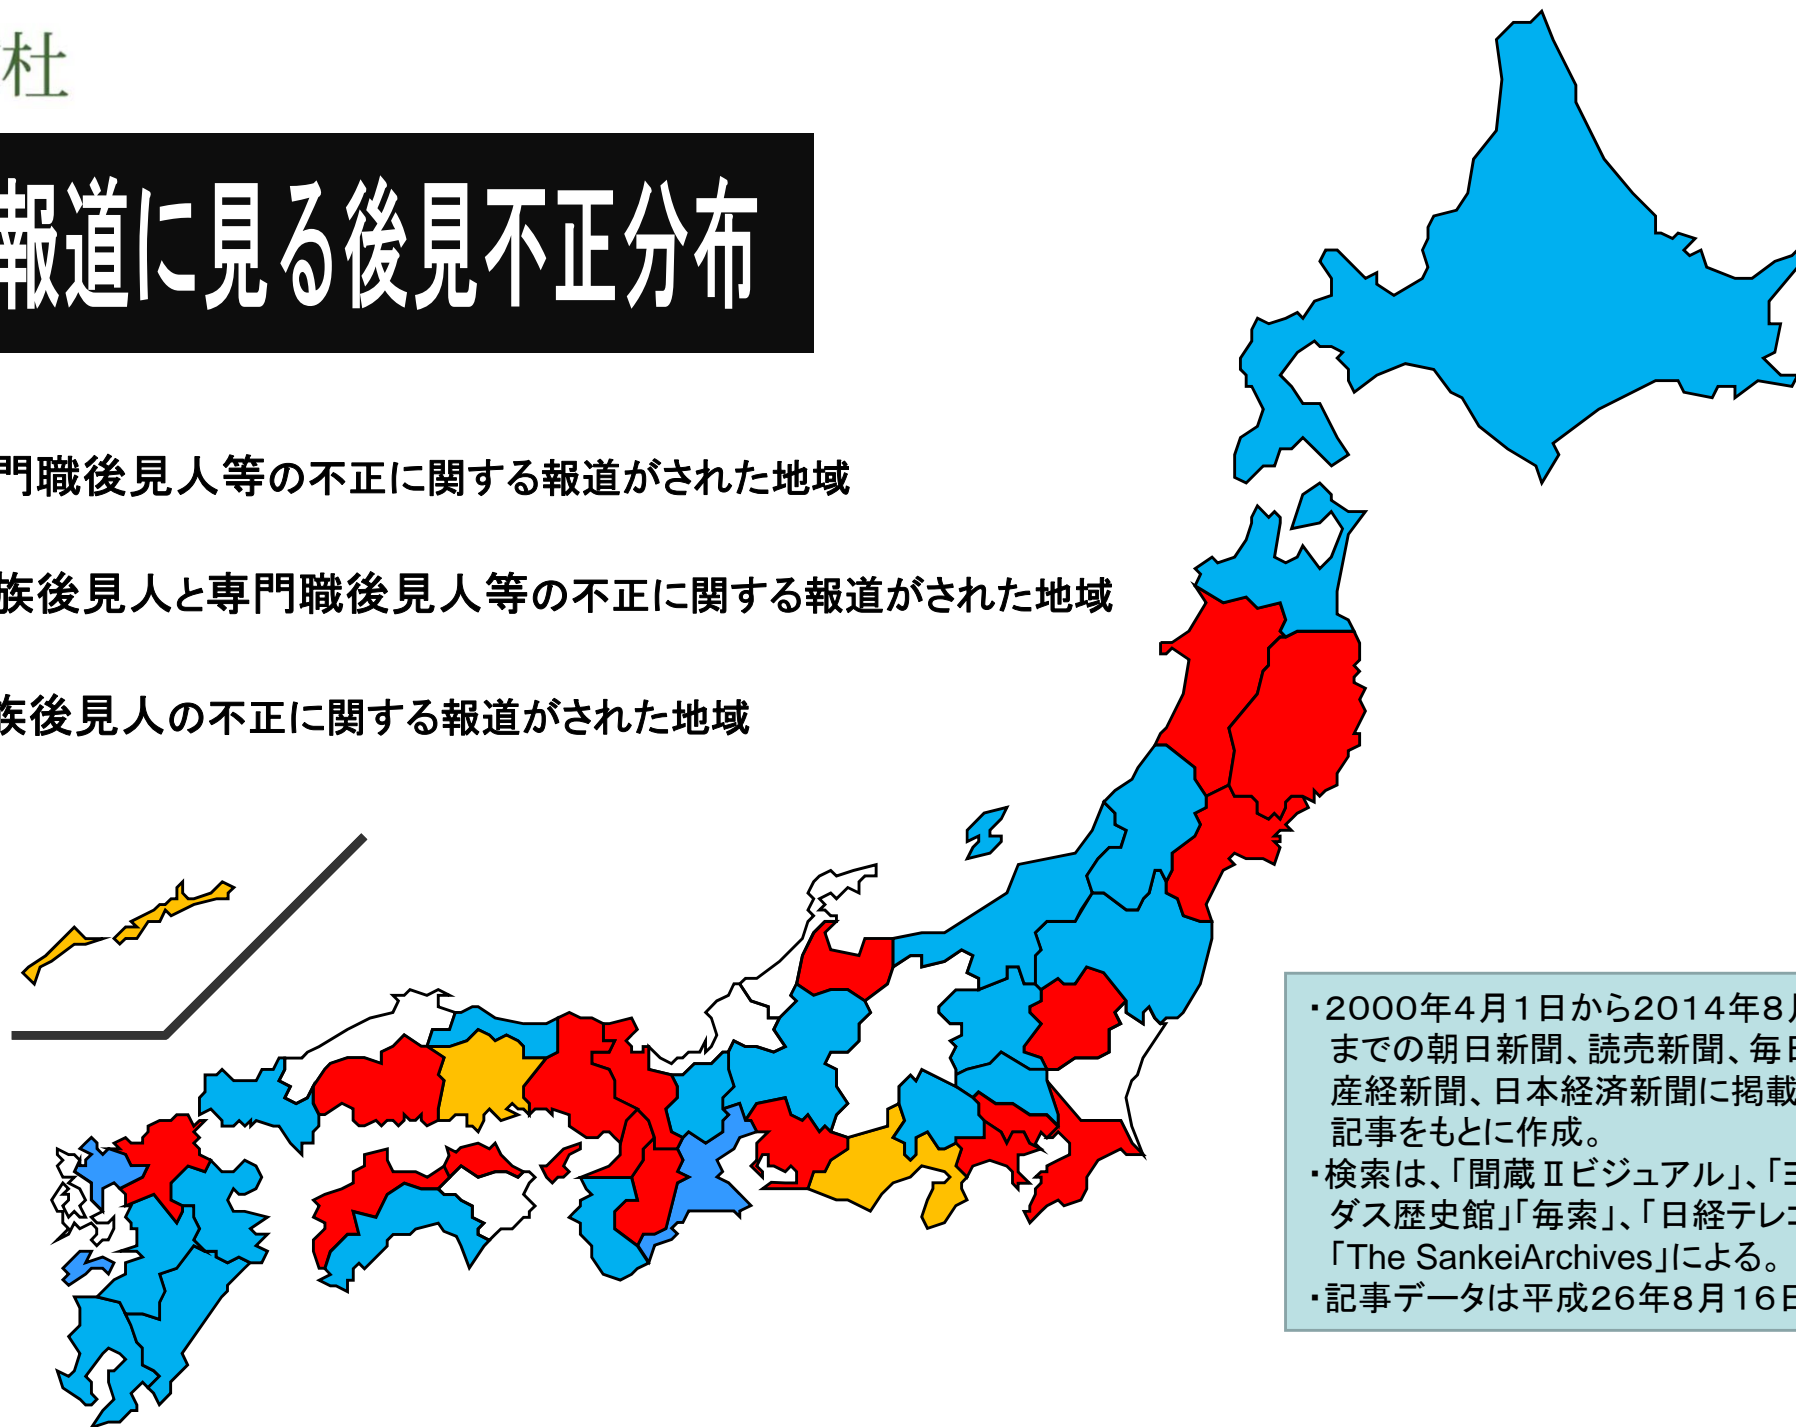 杜
報道に見る後見不正分布
門職後見人等の不正に関する報道がされた地域
族後見人と専門職後見人等の不正に関する報道がされた地域
族後見人の不正に関する報道がされた地域
・2000年4月1日から2014年8月
までの朝日新聞、読売新聞、毎日
産経新聞、日本経済新聞に掲載
記事をもとに作成。
・検索は、「聞蔵Ⅱビジュアル」、「ヨ
ダス歴史館」「毎索」、「日経テレコ
「The SankeiArchives」による。
・記事データは平成26年8月16日